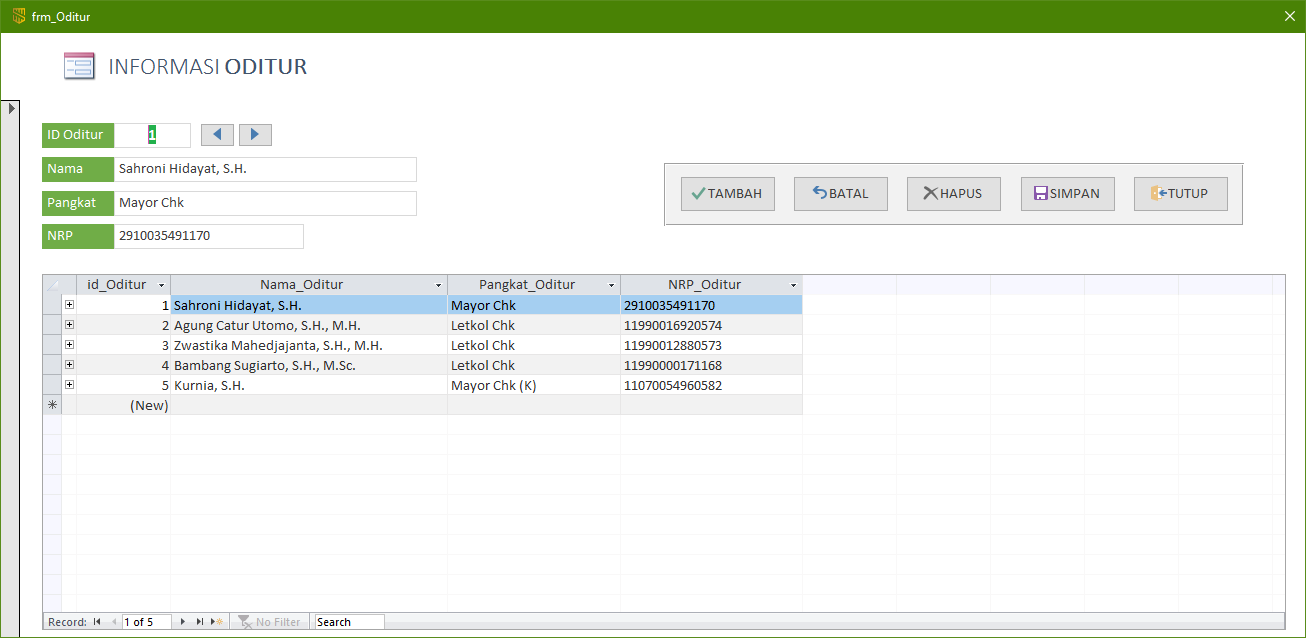 frm_Oditur
INFORMASI ODITUR
ID Oditur 1
Nama Sahroni Hidayat, S.H.
Pangkat Mayor Chk
NRP 2910035491170
TAMBAH BATAL HAPUS SIMPAN TUTUP
id_Oditur Nama_Oditur Pangkat_Oditur NRP_Oditur
1 Sahroni Hidayat, S.H. Mayor Chk 2910035491170
2 Agung Catur Utomo, S.H., M.H. Letkol Chk 11990016920574
3 Zwastika Mahedjajanta, S.H., M.H. Letkol Chk 11990012880573
4 Bambang Sugiarto, S.H., M.Sc. Letkol Chk 11990000171168
5 Kurnia, S.H. Mayor Chk (K) 11070054960582
(New)
Record: 1 of 5 No Filter Search